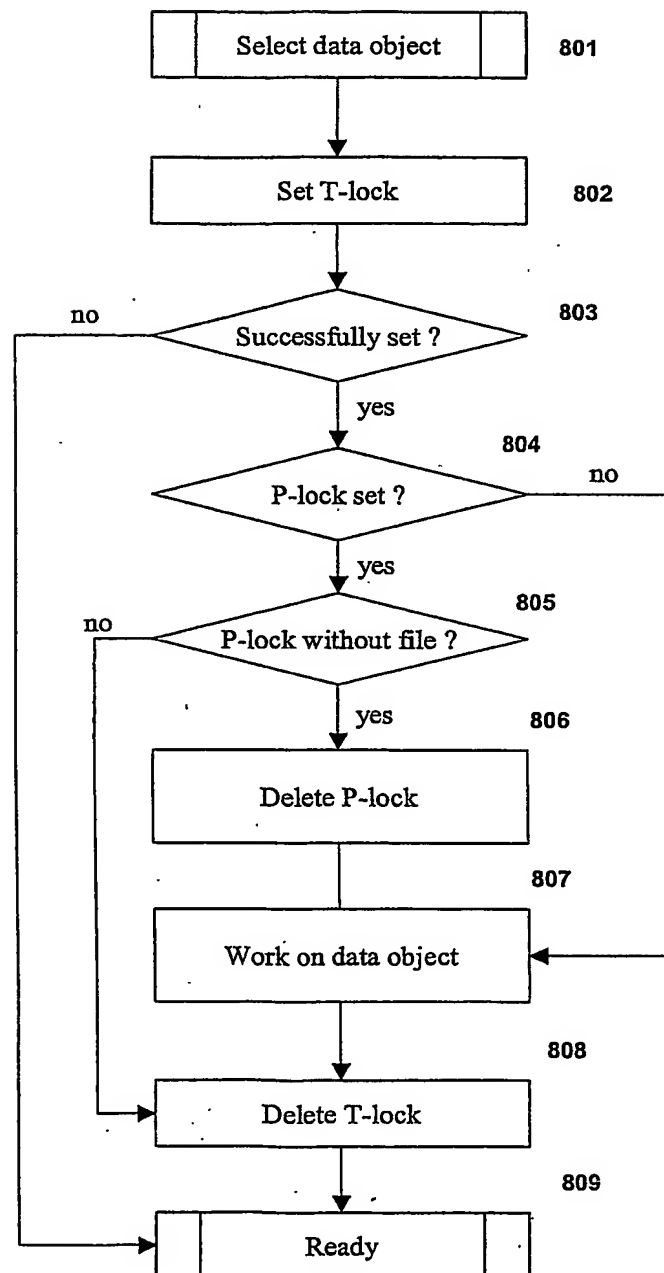 Select data object 801
Set T-lock 802
803
no Successfully set ?
yes
804
P-lock set ? no
yes
805
no P-lock without file ?
yes
806
Delete P-lock
807
Work on data object
808
Delete T-lock
809
Ready